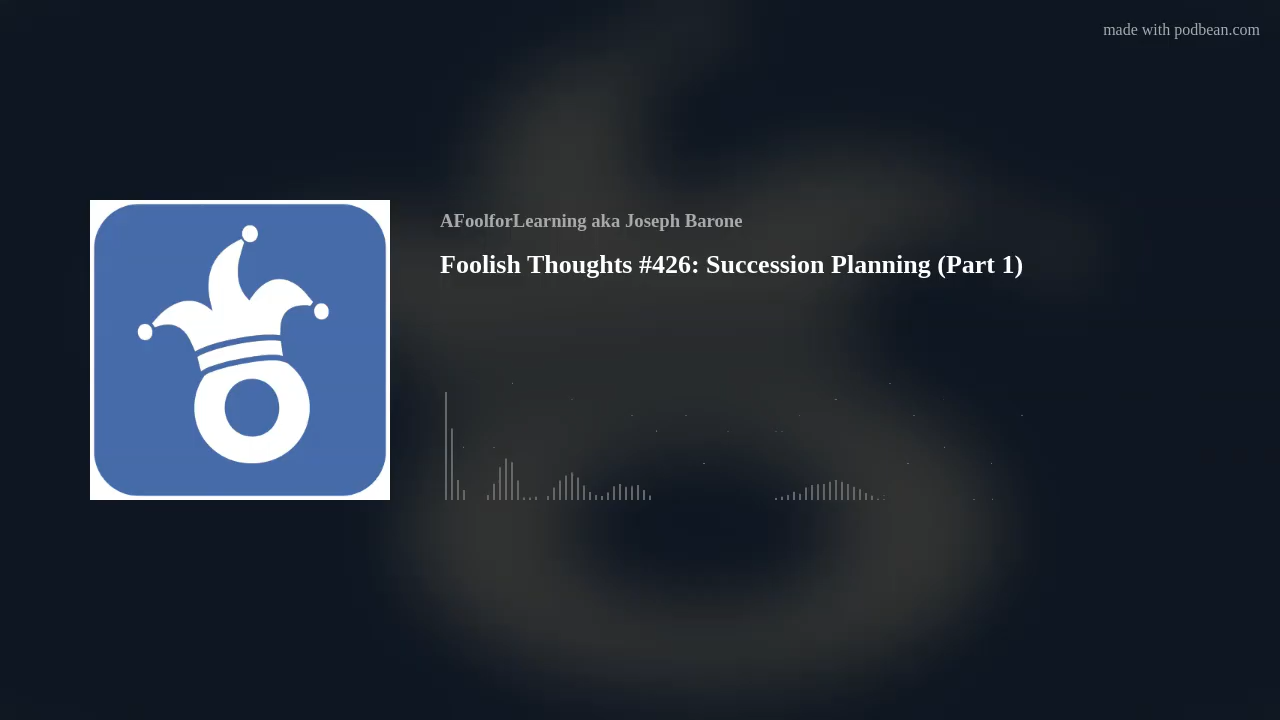 made with podbean.com
AFoolforLearning aka Joseph Barone
Foolish Thoughts #426: Succession Planning (Part 1)